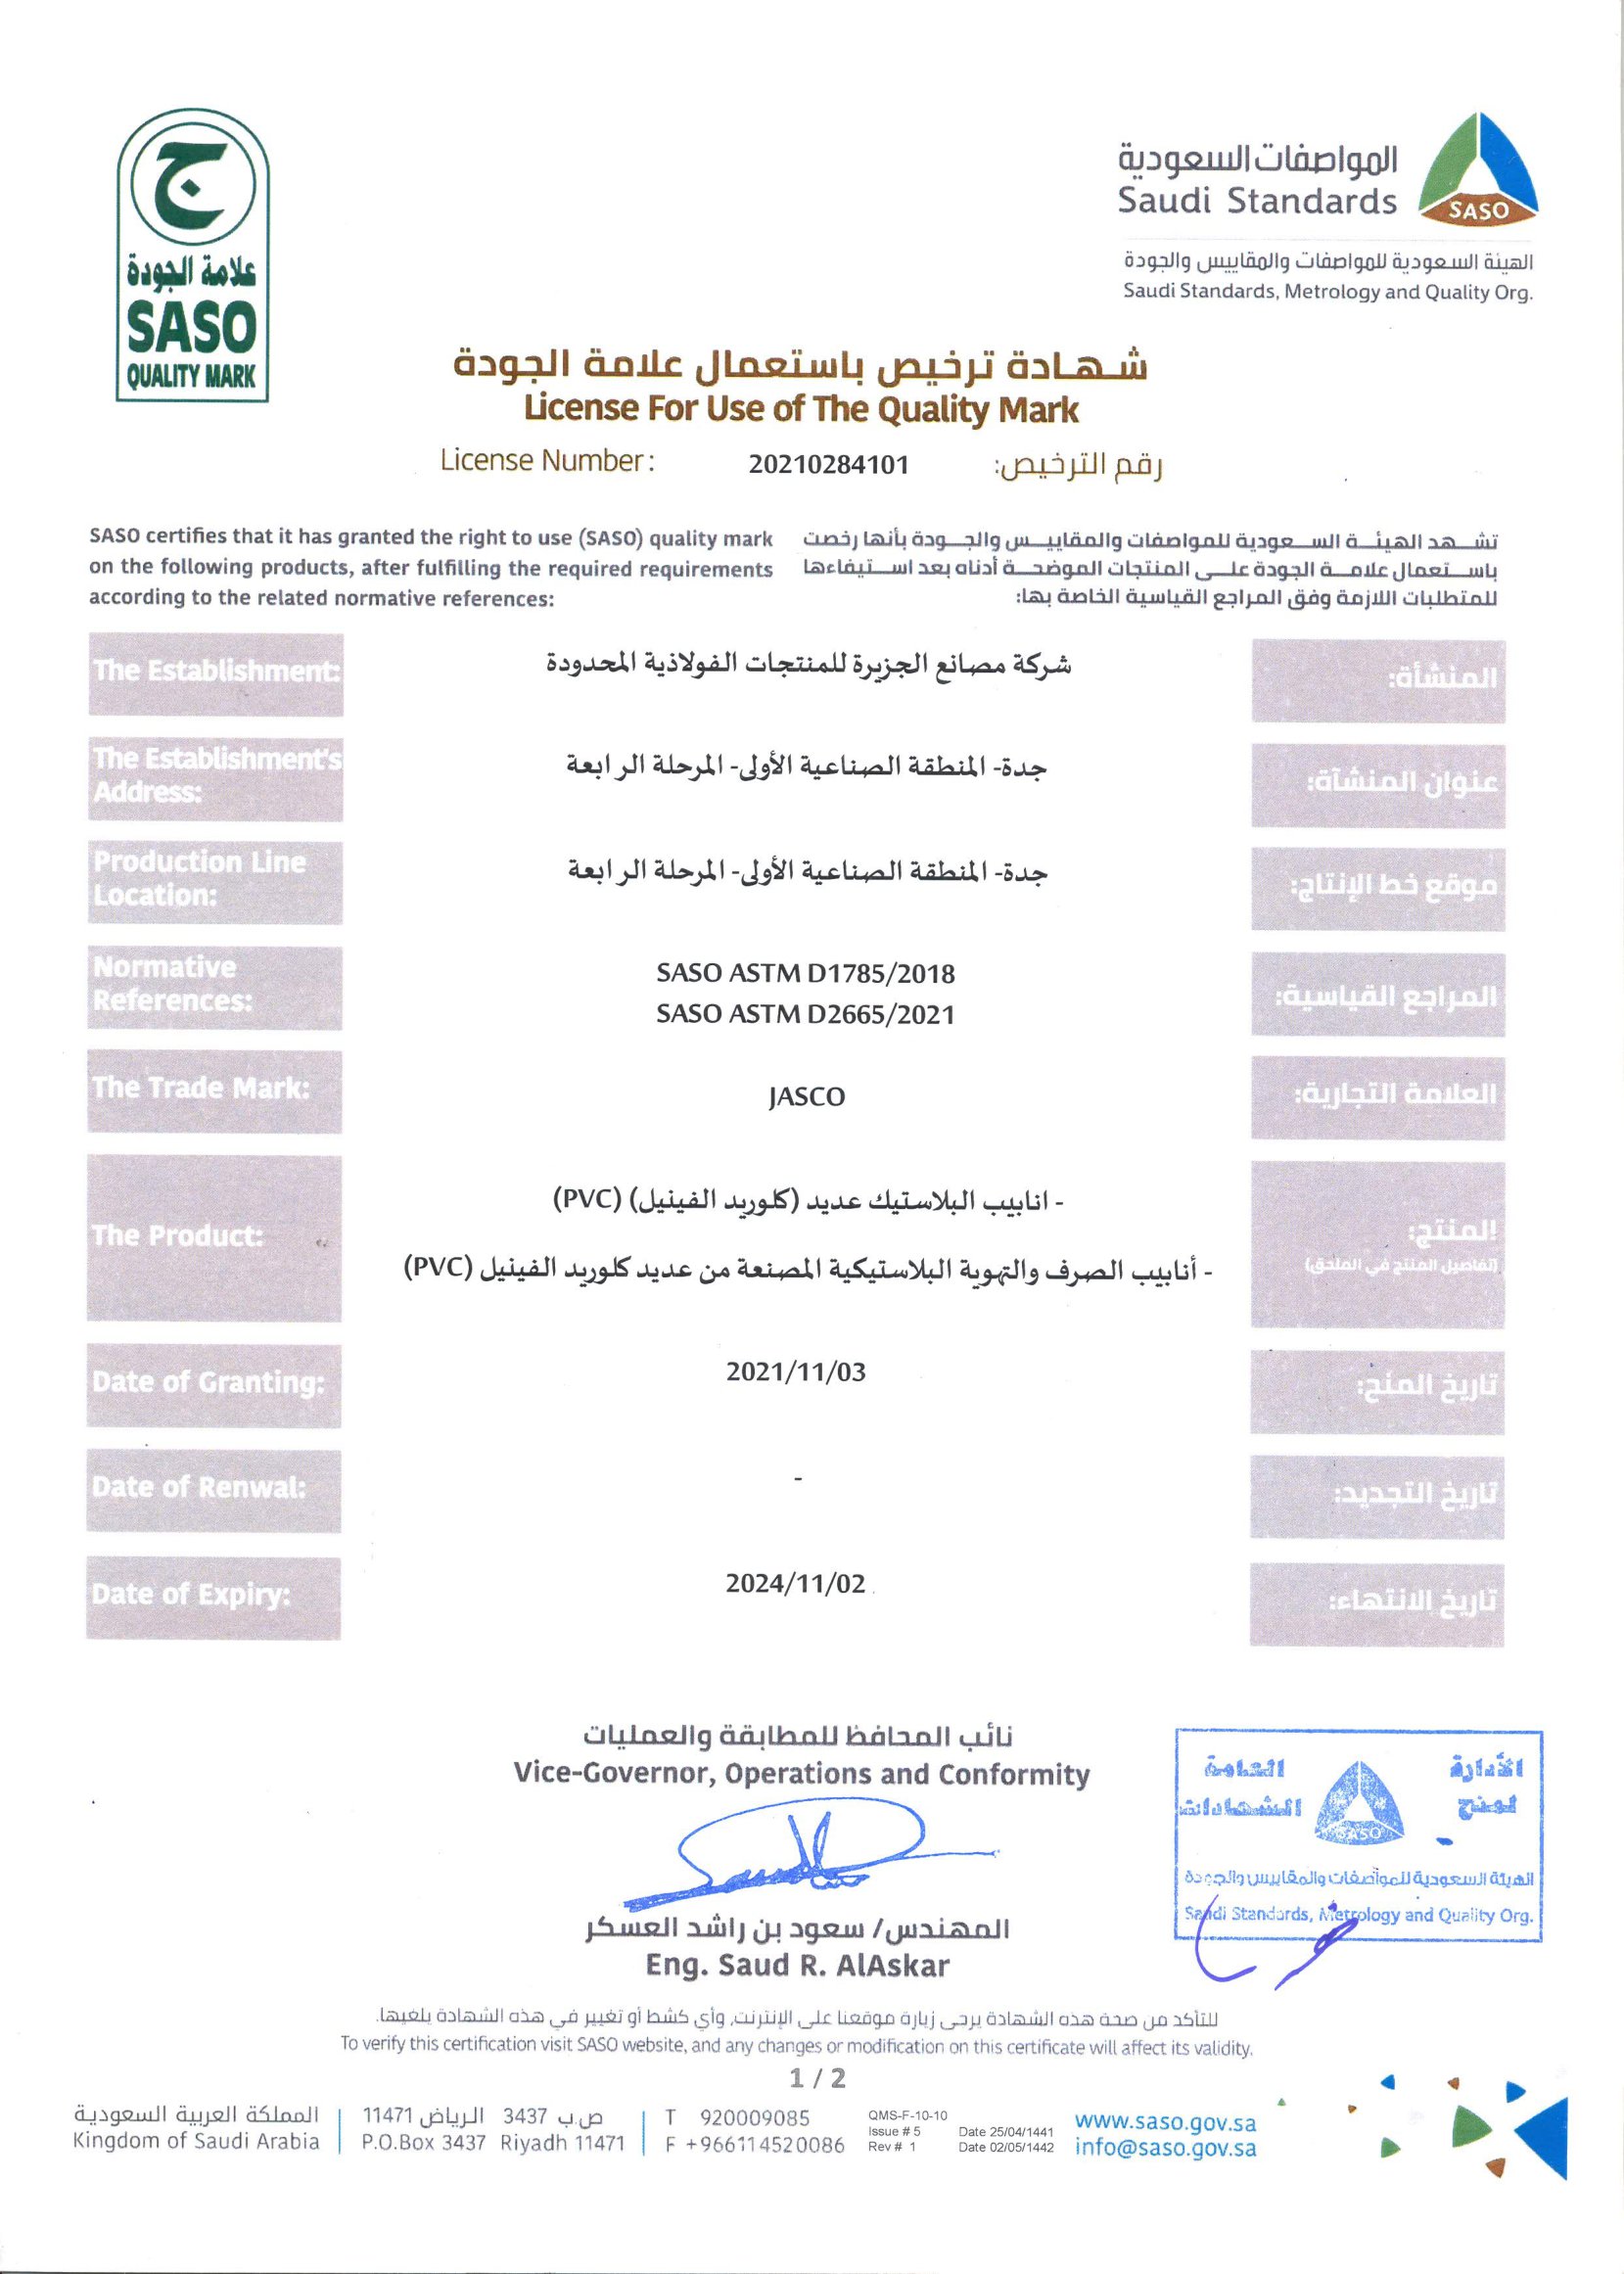 ج
علامة الجودة
SASO
QUALITY MARK
المواصفات السعودية
Saudi Standards
SASO
الهيئة السعودية للمواصفات والمقاييس والجودة
Saudi Standards, Metrology and Quality Org.
شهادة ترخيص باستعمال علامة الجودة
License For Use of The Quality Mark
License Number: 20210284101 رقم الترخيص:
SASO certifies that it has granted the right to use (SASO) quality mark
on the following products, after fulfilling the required requirements
according to the related normative references:
تشهد الهيئة السعودية للمواصفات والمقاييس والجودة بأنها رخصت
باستعمال علامة الجودة على المنتجات الموضحة أدناه بعد استيفاءها
للمتطلبات اللازمة وفق المراجع القياسية الخاصة بها:
The Establishment: شركة مصانع الجزيرة للمنتجات الفولاذية المحدودة المنشأة:
The Establishment's
Address:
جدة- المنطقة الصناعية الأولى- المرحلة الرابعة
عنوان المنشآة:
Production Line
Location:
جدة- المنطقة الصناعية الأولى- المرحلة الرابعة
موقع خط الإنتاج:
Normative
References:
SASO ASTM D1785/2018
SASO ASTM D2665/2021
المراجع القياسية:
The Trade Mark: JASCO العلامة التجارية:
The Product:
- انابيب البلاستيك عديد (كلوريد الفينيل) (PVC)
- أنابيب الصرف والتهوية البلاستيكية المصنعة من عديد كلوريد الفينيل (PVC)
المنتج:
(تفاصيل المنتج في الملحق)
Date of Granting: 2021/11/03 تاريخ المنح:
Date of Renwal: - تاريخ التجديد:
Date of Expiry: 2024/11/02 تاريخ الانتهاء:
نائب المحافظ للمطابقة والعمليات
Vice-Governor, Operations and Conformity
المهندس/ سعود بن راشد العسكر
Eng. Saud R. AlAskar
الأدارة العامة
لمنح الشهادات
SASO
الهيئة السعودية للمواصفات والمقاييس والجودة
Saudi Standards, Metrology and Quality Org.
للتأكد من صحة هذه الشهادة يرجى زيارة موقعنا على الإنترنت, وأي كشط أو تغيير في هذه الشهادة يلغيها.
To verify this certification visit SASO website, and any changes or modification on this certificate will affect its validity.
1 / 2
المملكة العربية السعودية
Kingdom of Saudi Arabia
ص.ب 3437 الرياض 11471
P.O.Box 3437 Riyadh 11471
T 920009085
F +966114520086
QMS-F-10-10
Issue # 5 Date 25/04/1441
Rev # 1 Date 02/05/1442
www.saso.gov.sa
info@saso.gov.sa